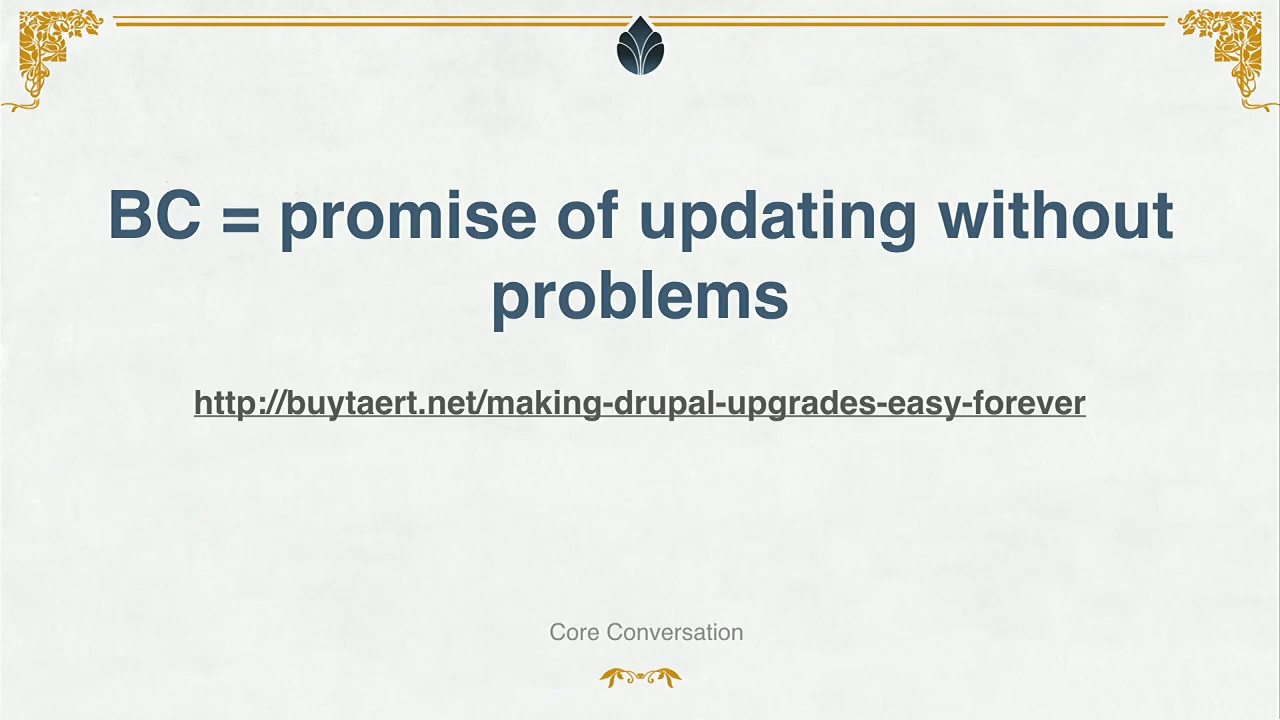 BC = promise of updating without
problems
http://buytaert.net/making-drupal-upgrades-easy-forever
Core Conversation